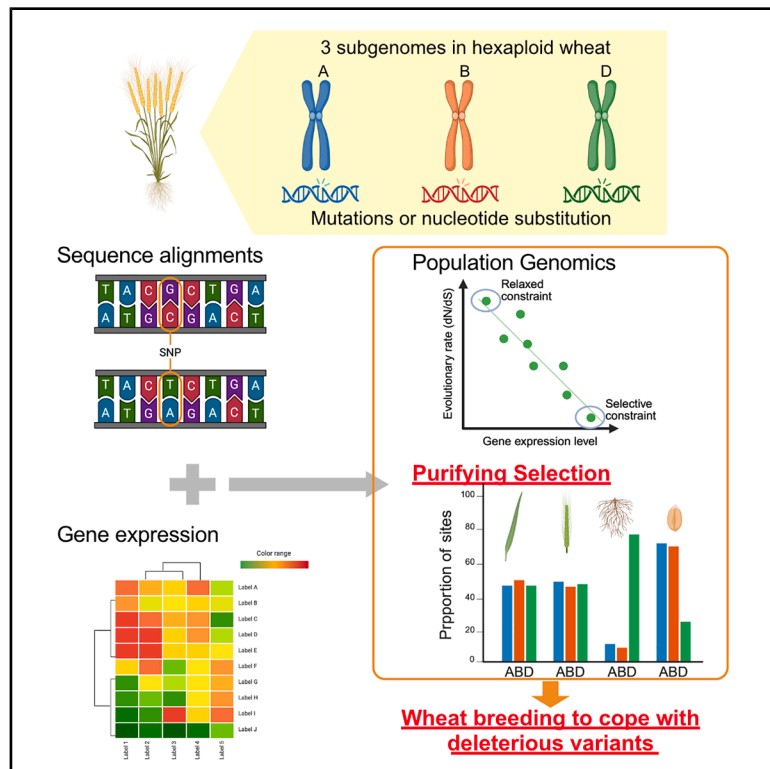 3 subgenomes in hexaploid wheat
A B D
Mutations or nucleotide substitution
Sequence alignments
T A C G C T G A
A T G C G A C T
SNP
T A C T C T G A
A T G A G A C T
Gene expression
Color range
Label A
Label B
Label C
Label D
Label E
Label F
Label G
Label H
Label I
Label J
Label 1
Label 2
Label 3
Label 4
Label 5
Population Genomics
Relaxed
constraint
Evolutionary rate (dN/dS)
Selective
constraint
Gene expression level
Purifying Selection
Prpportion of sites
100
80
60
40
20
0
ABD ABD ABD ABD
Wheat breeding to cope with
deleterious variants